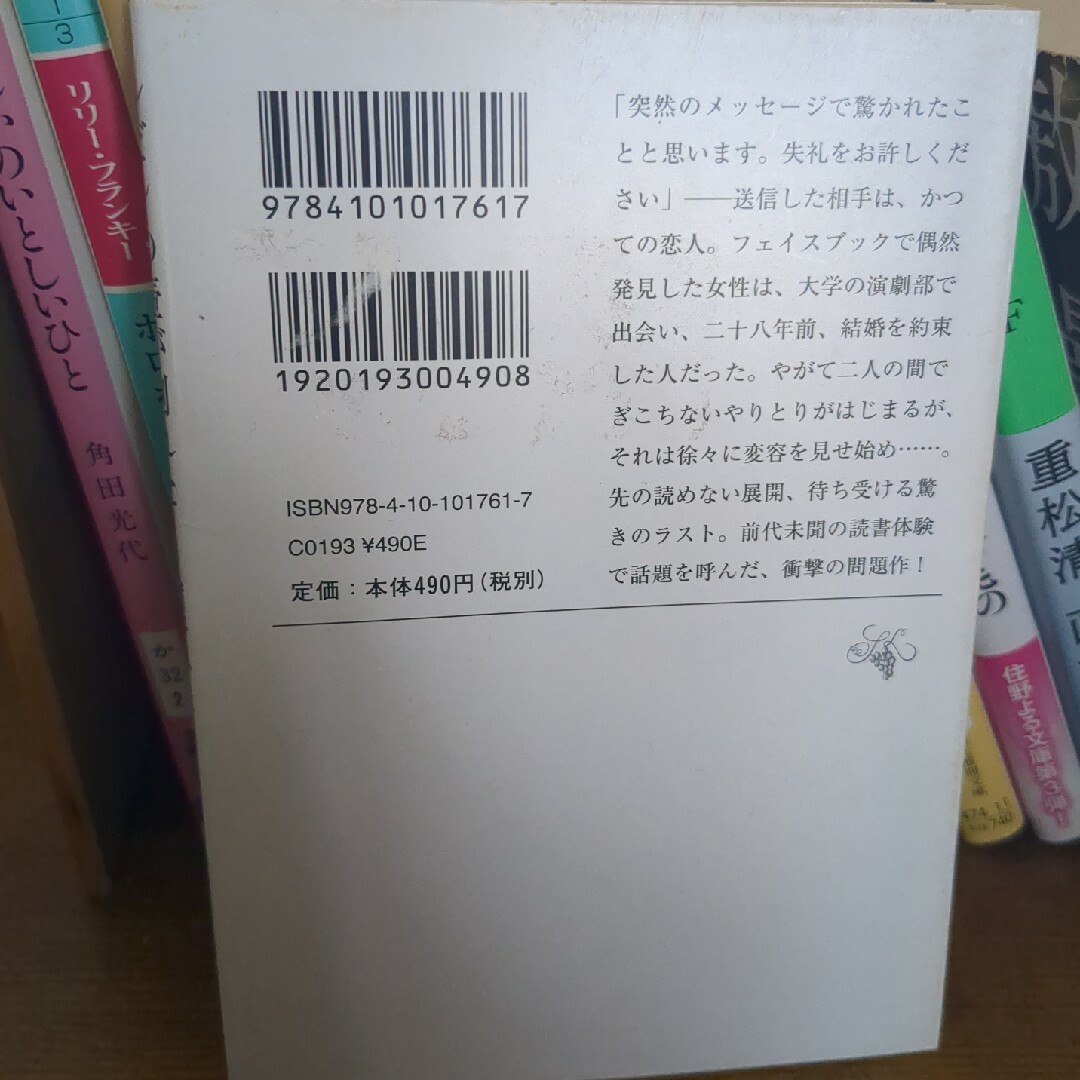 9784101017617
1920193004908
ISBN978-4-10-101761-7
C0193 ¥490E
定価：本体490円（税別）
「突然のメッセージで驚かれたこ
とと思います。失礼をお許しくだ
さい」――送信した相手は、かつ
ての恋人。フェイスブックで偶然
発見した女性は、大学の演劇部で
出会い、二十八年前、結婚を約束
した人だった。やがて二人の間で
ぎこちないやりとりがはじまるが、
それは徐々に変容を見せ始め……。
先の読めない展開、待ち受ける驚
きのラスト。前代未聞の読書体験
で話題を呼んだ、衝撃の問題作！
3
リリー・フランキー
のいとしいひと
角田光代
か
32
2
重松清
住野よる文庫第3弾！
740